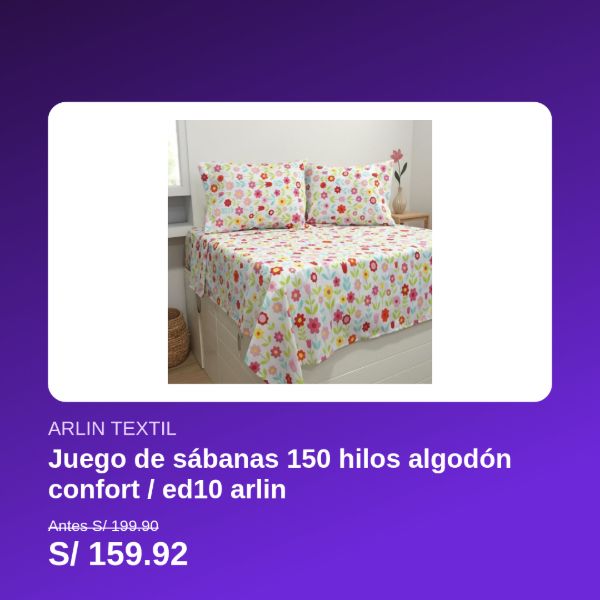 ARLIN TEXTIL
Juego de sábanas 150 hilos algodón
confort / ed10 arlin
Antes S/ 199.90
S/ 159.92